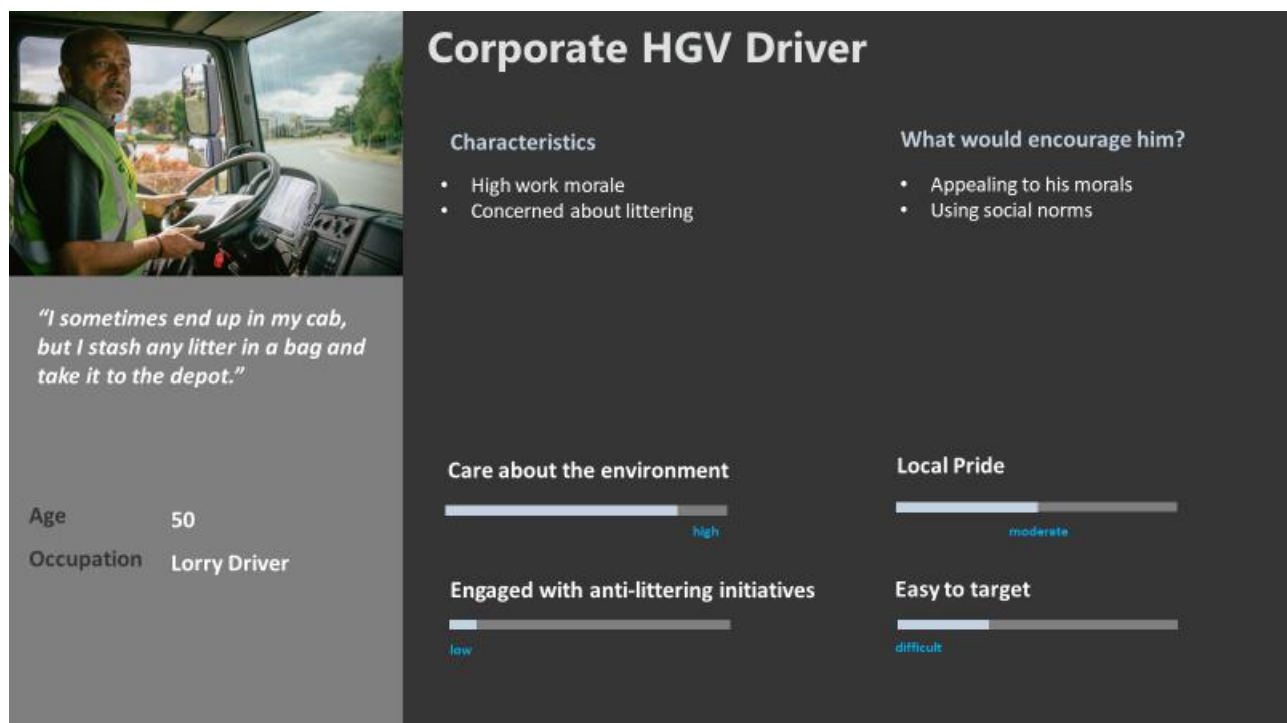 Corporate HGV Driver
Characteristics
• High work morale
• Concerned about littering
What would encourage him?
• Appealing to his morals
• Using social norms
“I sometimes end up in my cab,
but I stash any litter in a bag and
take it to the depot.”
Age 50
Occupation Lorry Driver
Care about the environment
high
Local Pride
moderate
Engaged with anti-littering initiatives
low
Easy to target
difficult